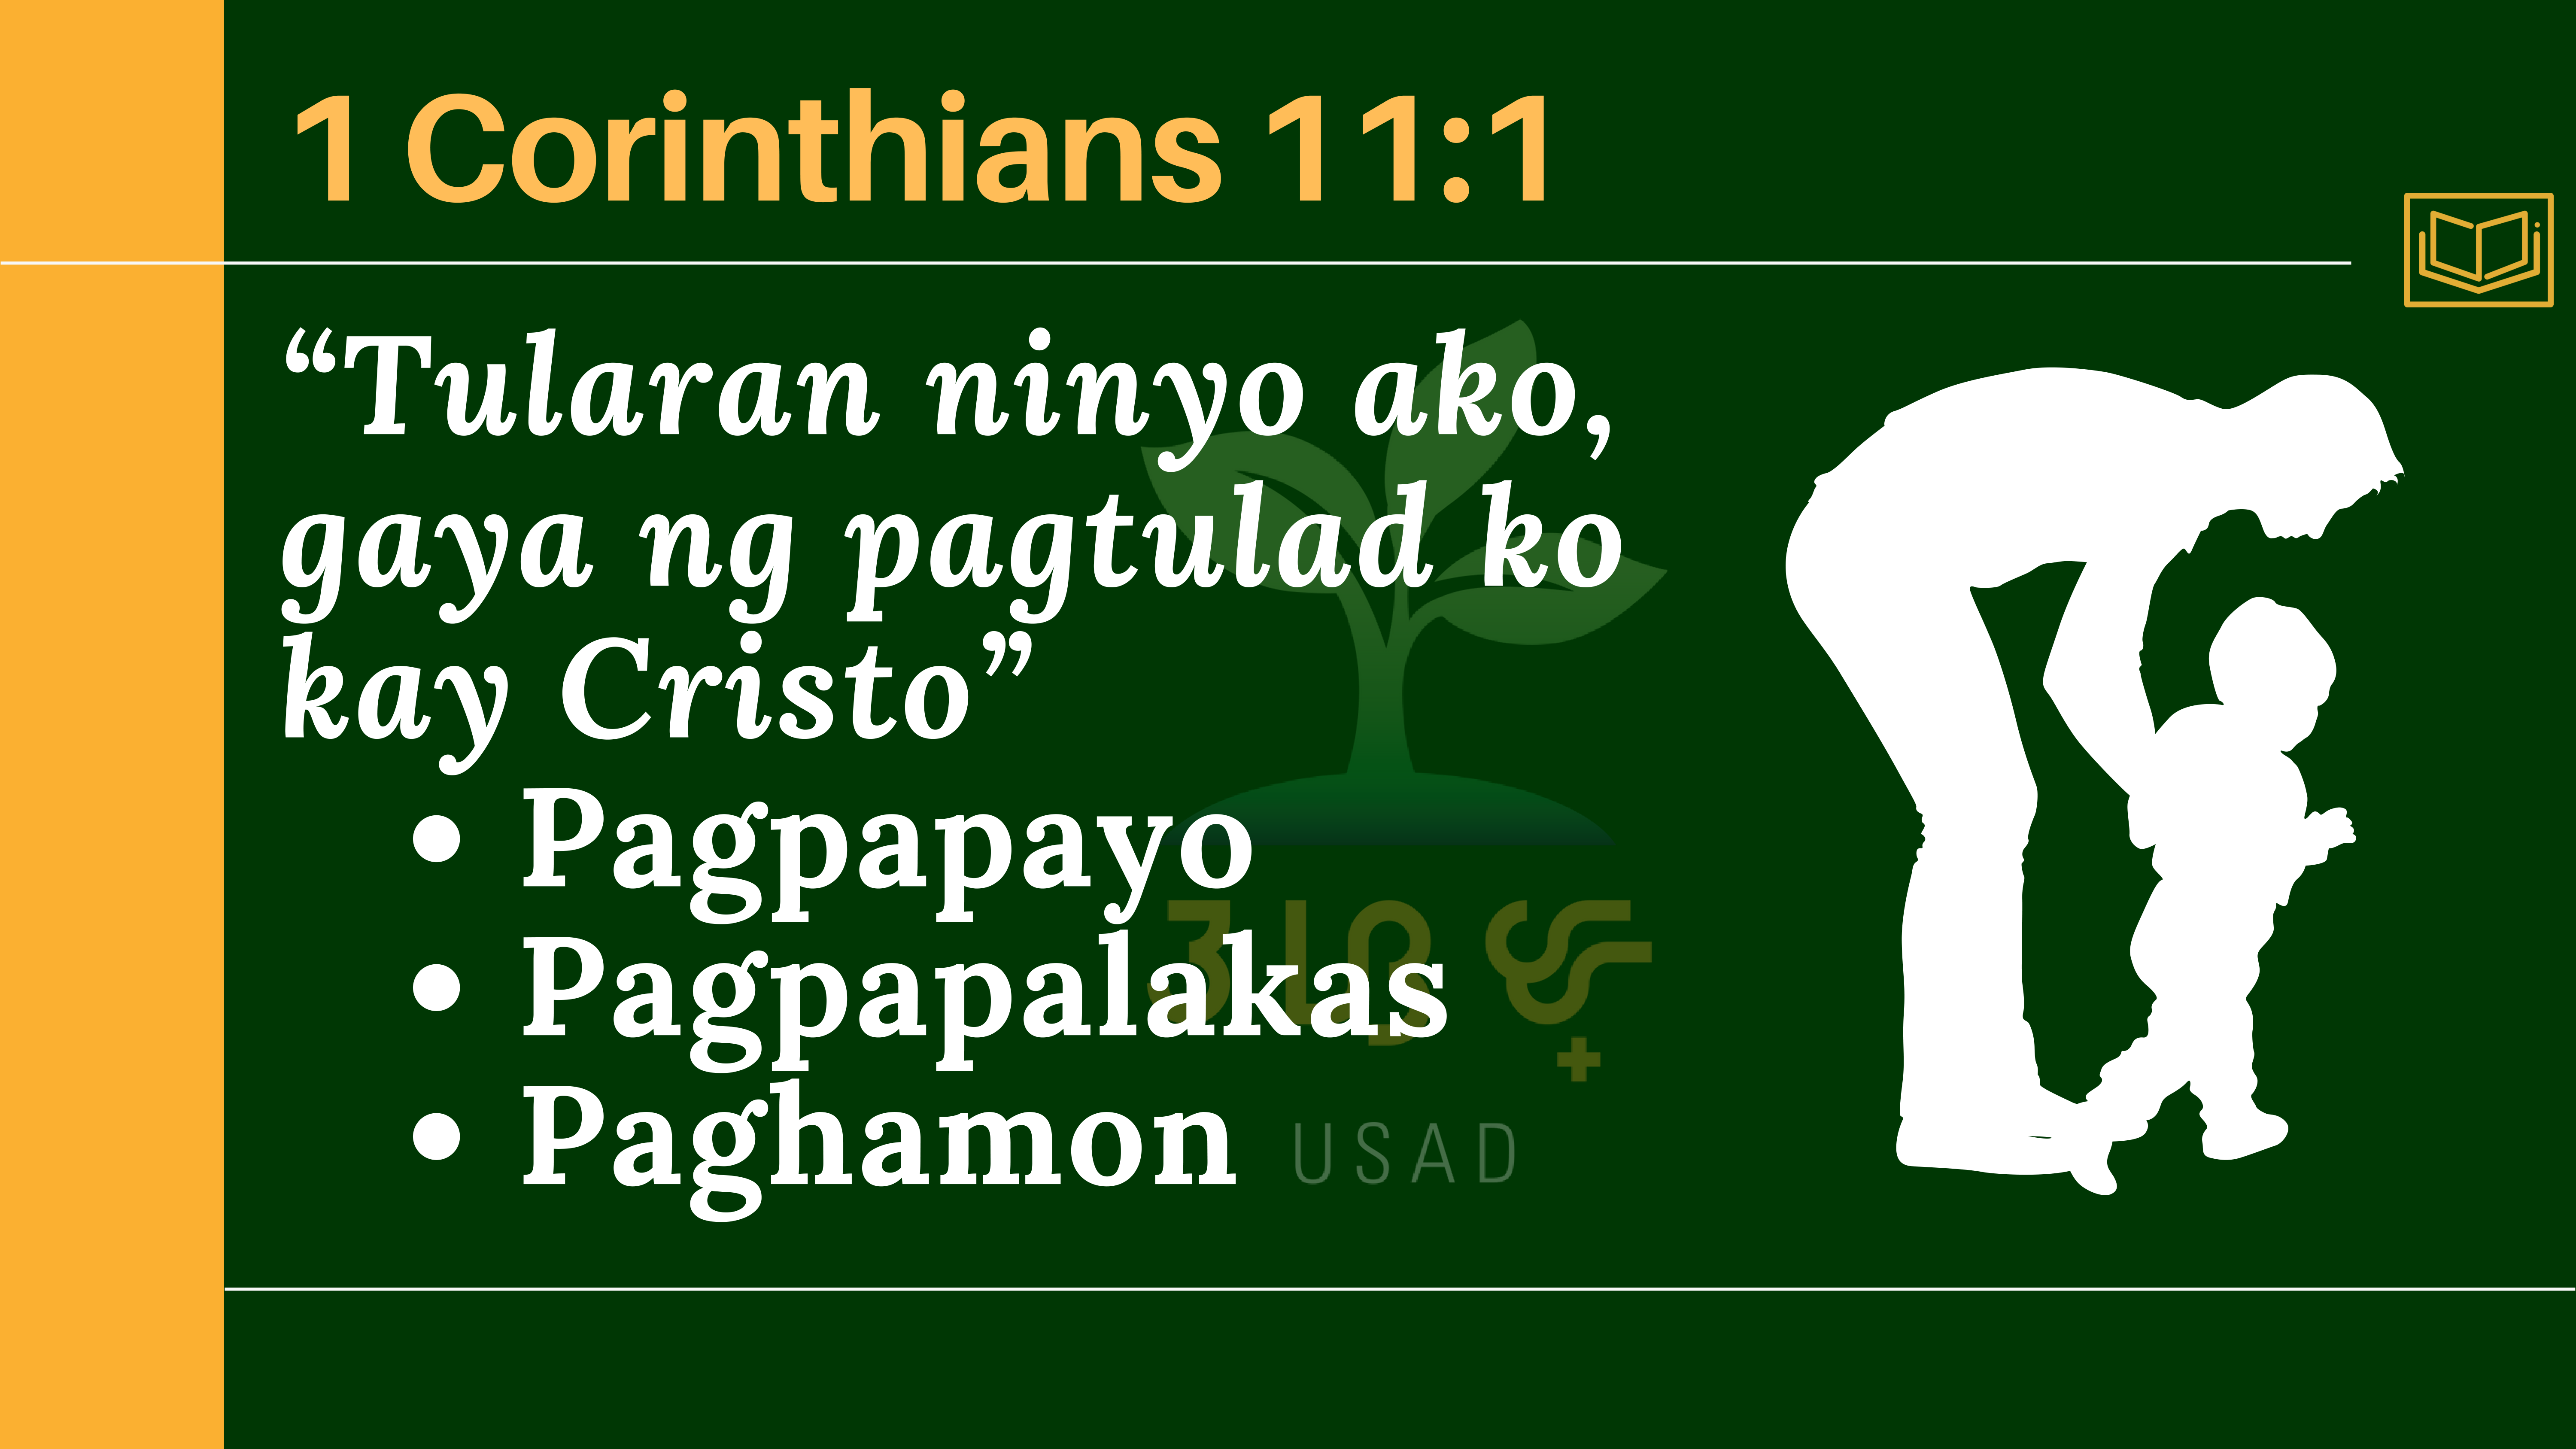 1 Corinthians 11:1
“Tularan ninyo ako,
gaya ng pagtulad ko
kay Cristo”
• Pagpapayo
• Pagpapalakas
• Paghamon
USAD